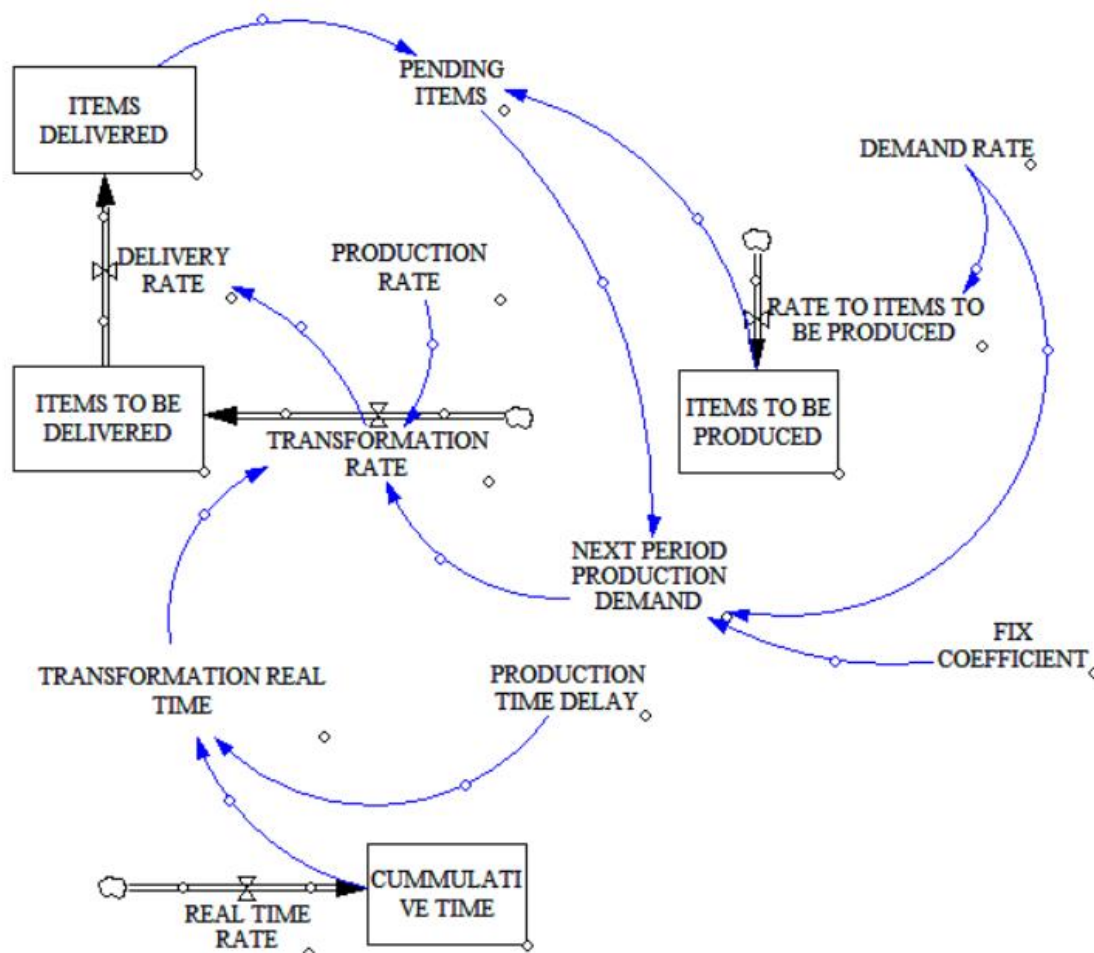 PENDING
ITEMS
ITEMS
DELIVERED
DEMAND RATE
DELIVERY
RATE
PRODUCTION
RATE
RATE TO ITEMS TO
BE PRODUCED
ITEMS TO BE
DELIVERED
ITEMS TO BE
PRODUCED
TRANSFORMATION
RATE
NEXT PERIOD
PRODUCTION
DEMAND
FIX
COEFFICIENT
TRANSFORMATION REAL
TIME
PRODUCTION
TIME DELAY
CUMMULATI
VE TIME
REAL TIME
RATE